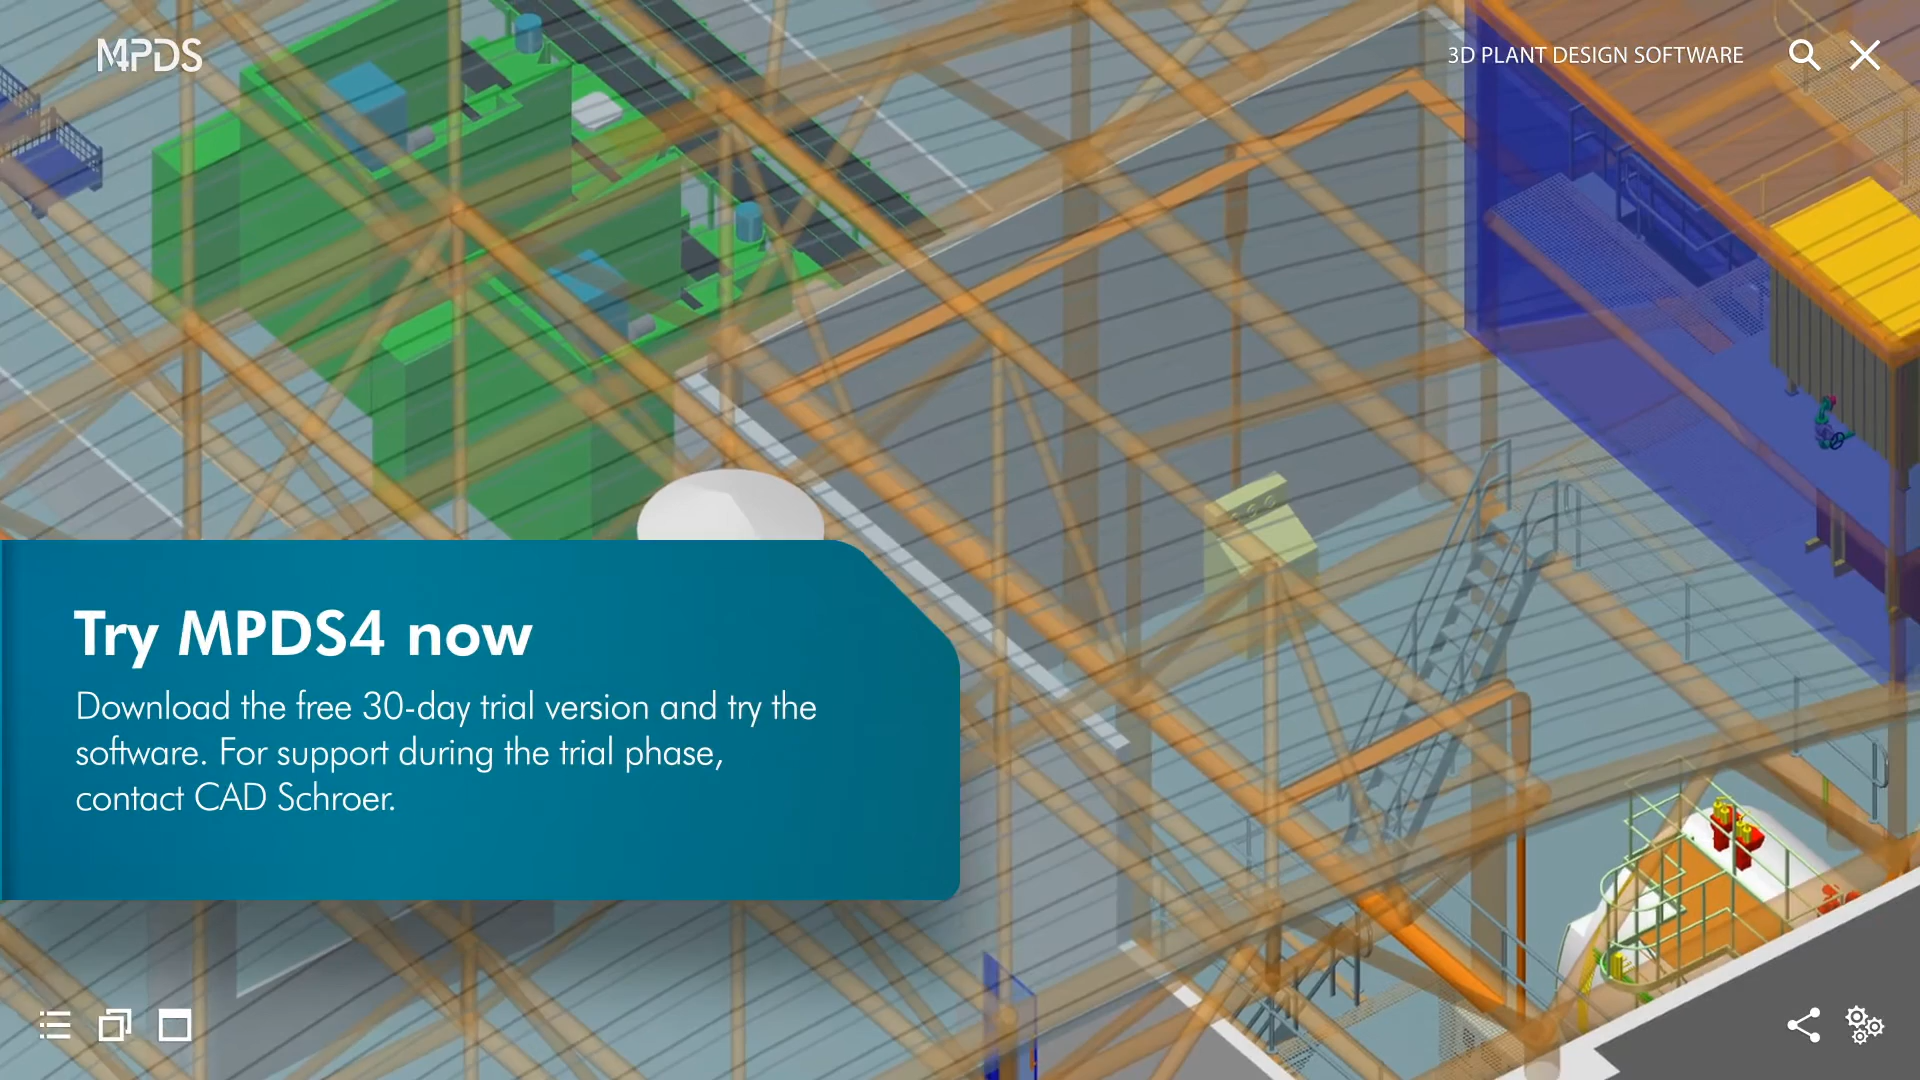 MPDS
3D PLANT DESIGN SOFTWARE
Try MPDS4 now
Download the free 30-day trial version and try the
software. For support during the trial phase,
contact CAD Schroer.